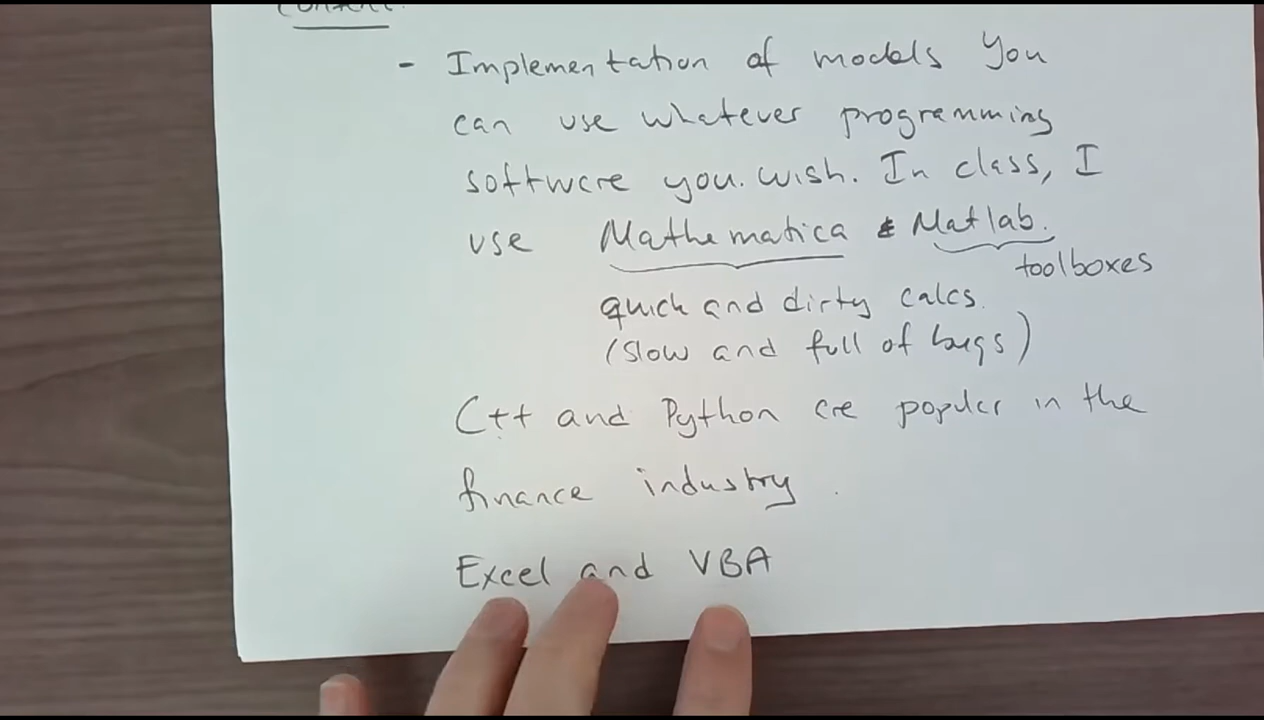 Content:
- Implementation of models You
can use whatever programming
software you. wish. In class, I
use Mathematica & Matlab.
toolboxes
quick and dirty calcs.
(slow and full of bugs)
C++ and Python are popular in the
finance industry.
Excel and VBA